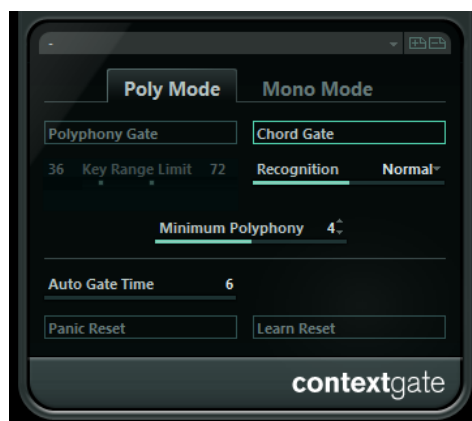 -
Poly Mode Mono Mode
Polyphony Gate Chord Gate
36 Key Range Limit 72 Recognition Normal
Minimum Polyphony 4
Auto Gate Time 6
Panic Reset Learn Reset
contextgate